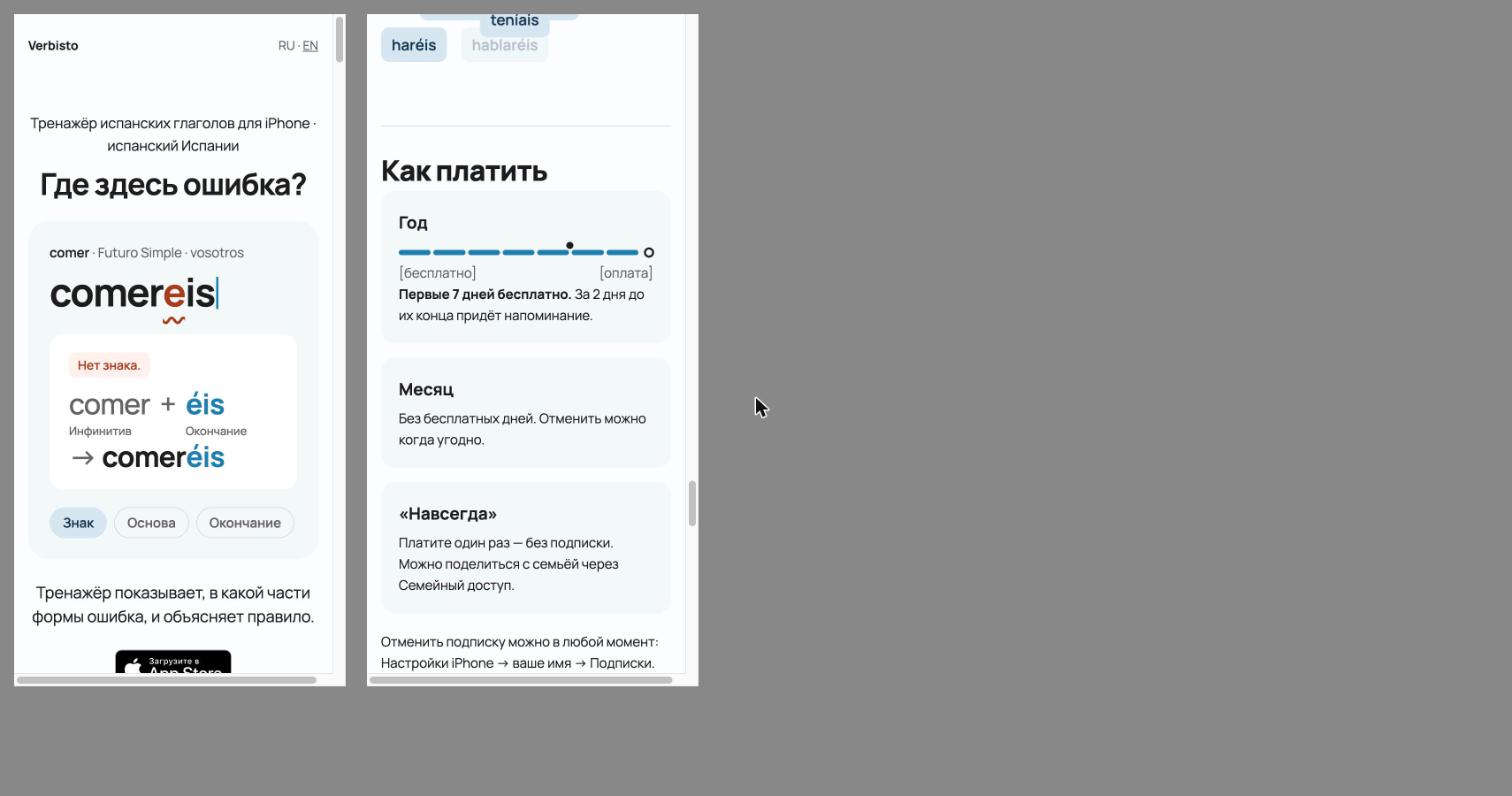 Verbisto
RU · EN
Тренажёр испанских глаголов для iPhone ·
испанский Испании
Где здесь ошибка?
comer · Futuro Simple · vosotros
comereis
Нет знака.
comer + éis
Инфинитив Окончание
→ comeréis
Знак Основа Окончание
Тренажёр показывает, в какой части
формы ошибка, и объясняет правило.
Загрузите в
App Store
teníais
haréis hablaréis
Как платить
Год
[бесплатно] [оплата]
Первые 7 дней бесплатно. За 2 дня до
их конца придёт напоминание.
Месяц
Без бесплатных дней. Отменить можно
когда угодно.
«Навсегда»
Платите один раз — без подписки.
Можно поделиться с семьёй через
Семейный доступ.
Отменить подписку можно в любой момент:
Настройки iPhone → ваше имя → Подписки.